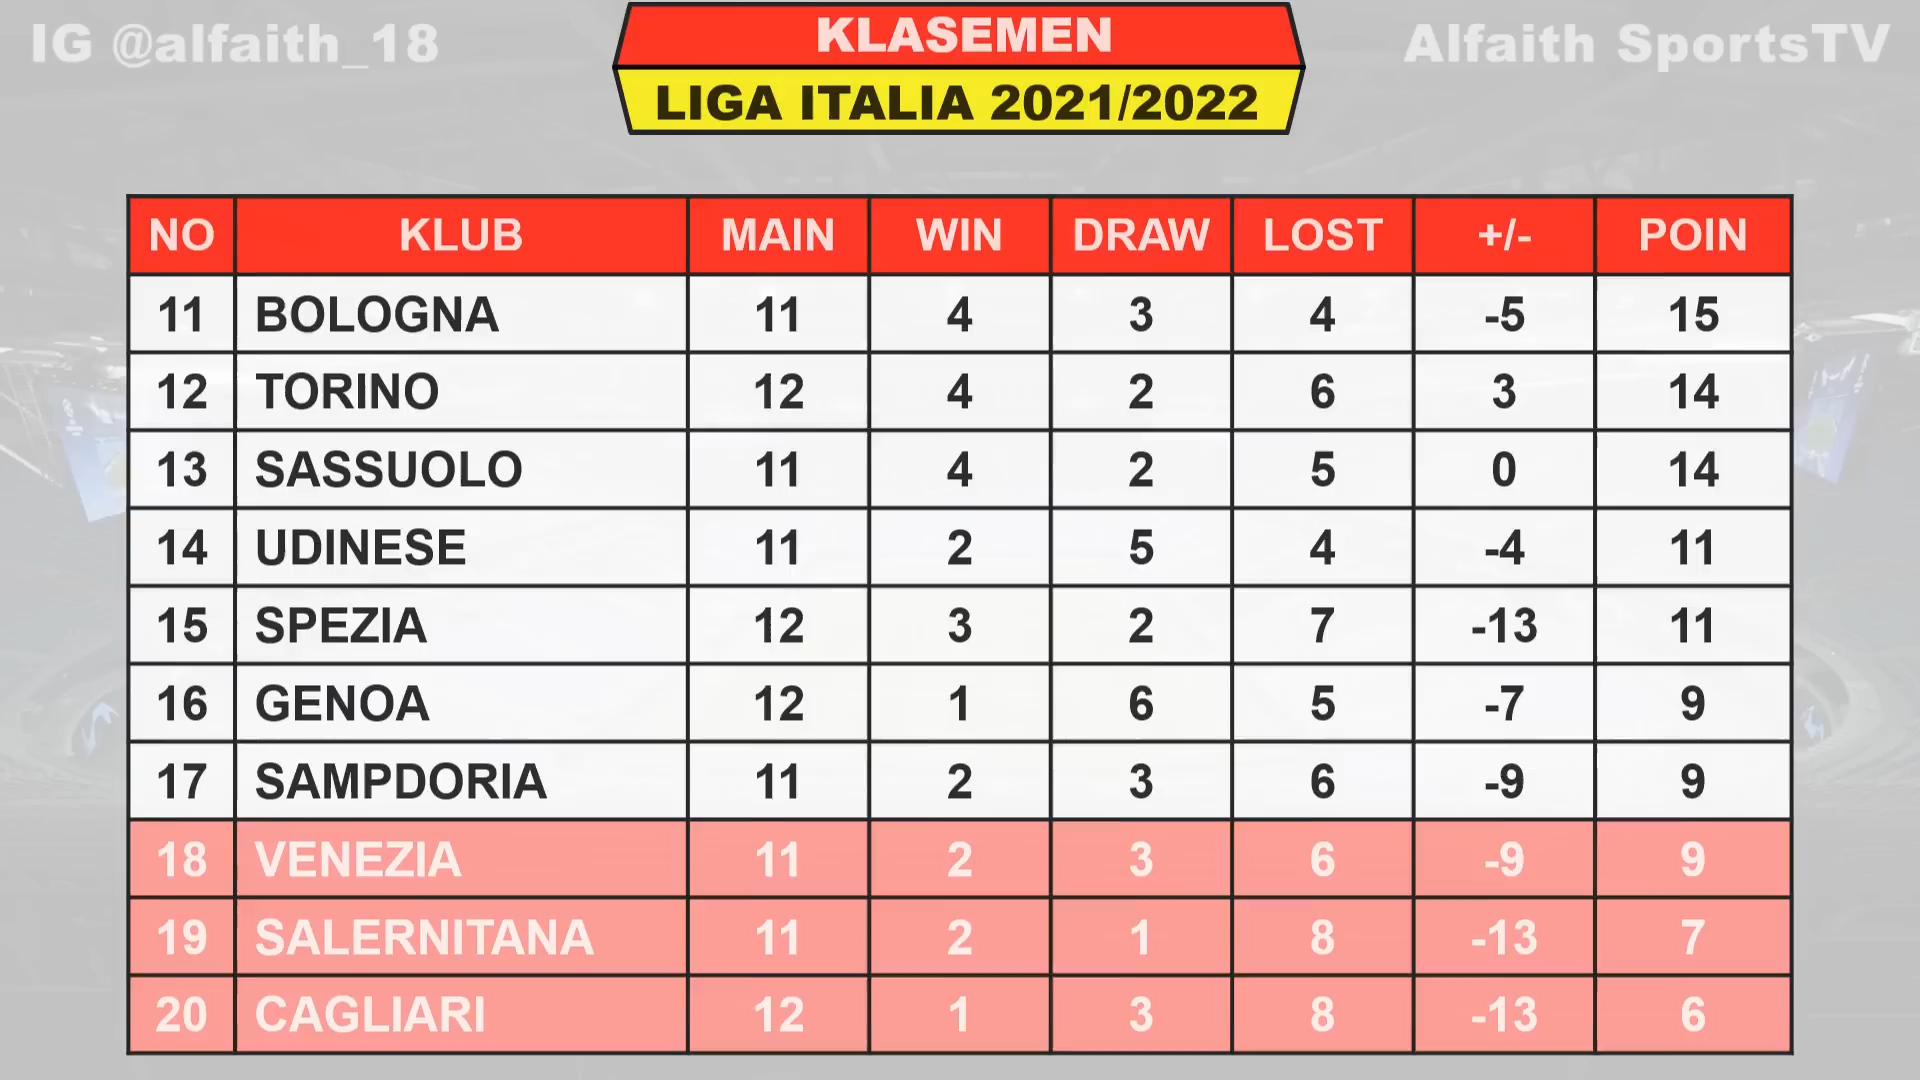 IG @alfaith_18
KLASEMEN
LIGA ITALIA 2021/2022
Alfaith SportsTV
NO KLUB MAIN WIN DRAW LOST +/- POIN
11 BOLOGNA 11 4 3 4 -5 15
12 TORINO 12 4 2 6 3 14
13 SASSUOLO 11 4 2 5 0 14
14 UDINESE 11 2 5 4 -4 11
15 SPEZIA 12 3 2 7 -13 11
16 GENOA 12 1 6 5 -7 9
17 SAMPDORIA 11 2 3 6 -9 9
18 VENEZIA 11 2 3 6 -9 9
19 SALERNITANA 11 2 1 8 -13 7
20 CAGLIARI 12 1 3 8 -13 6